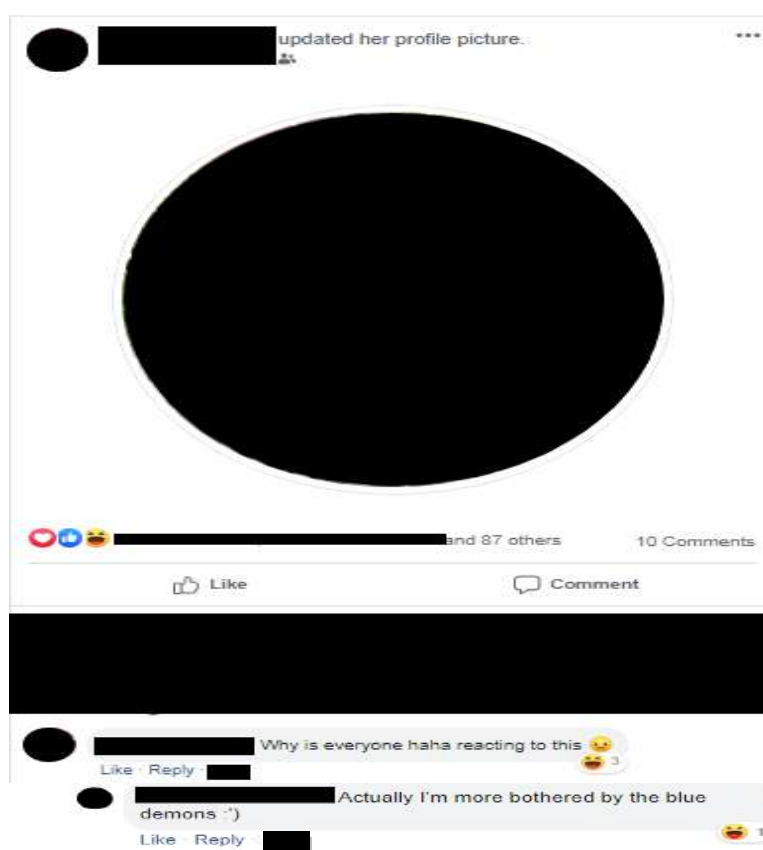 updated her profile picture.
and 87 others 10 Comments
Like Comment
Why is everyone haha reacting to this
3
Like · Reply ·
Actually I'm more bothered by the blue
demons :')
1
Like · Reply ·